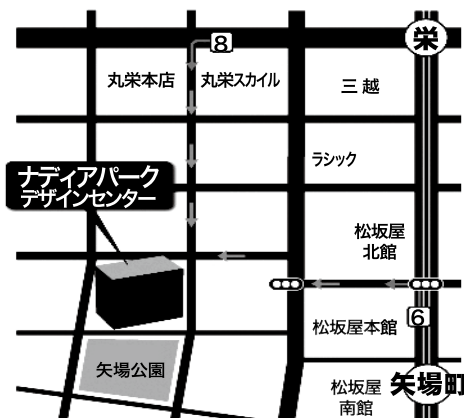 8
栄
丸栄本店
丸栄スカイル
三越
ラシック
ナディアパーク
デザインセンター
松坂屋
北館
6
松坂屋本館
矢場公園
松坂屋
南館
矢場町